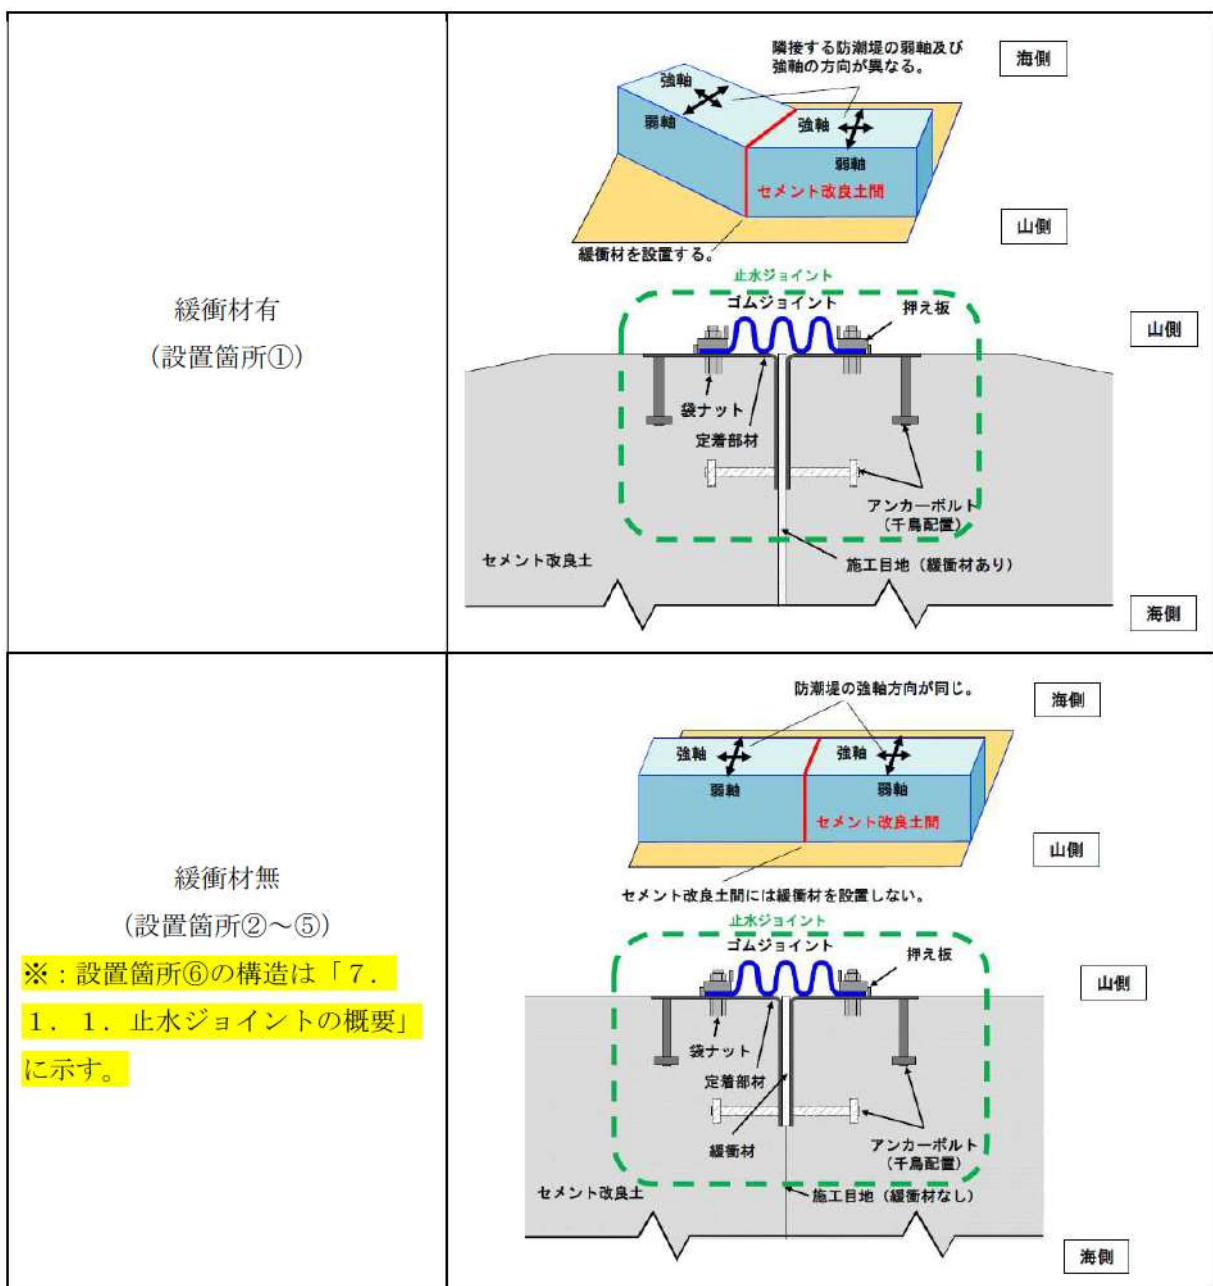 緩衝材有
(設置箇所①)
隣接する防潮堤の弱軸及び
強軸の方向が異なる。
海側
強軸
弱軸
強軸
弱軸
セメント改良土間
山側
緩衝材を設置する。
止水ジョイント
ゴムジョイント
押え板
山側
袋ナット
定着部材
アンカーボルト
(千鳥配置)
セメント改良土
施工目地(緩衝材あり)
海側
緩衝材無
(設置箇所②～⑤)
※:設置箇所⑥の構造は「7.
1.1.止水ジョイントの概要」
に示す。
防潮堤の強軸方向が同じ。
海側
強軸
強軸
弱軸
弱軸
セメント改良土間
山側
セメント改良土間には緩衝材を設置しない。
止水ジョイント
ゴムジョイント
押え板
山側
袋ナット
定着部材
緩衝材
アンカーボルト
(千鳥配置)
セメント改良土
施工目地(緩衝材なし)
海側